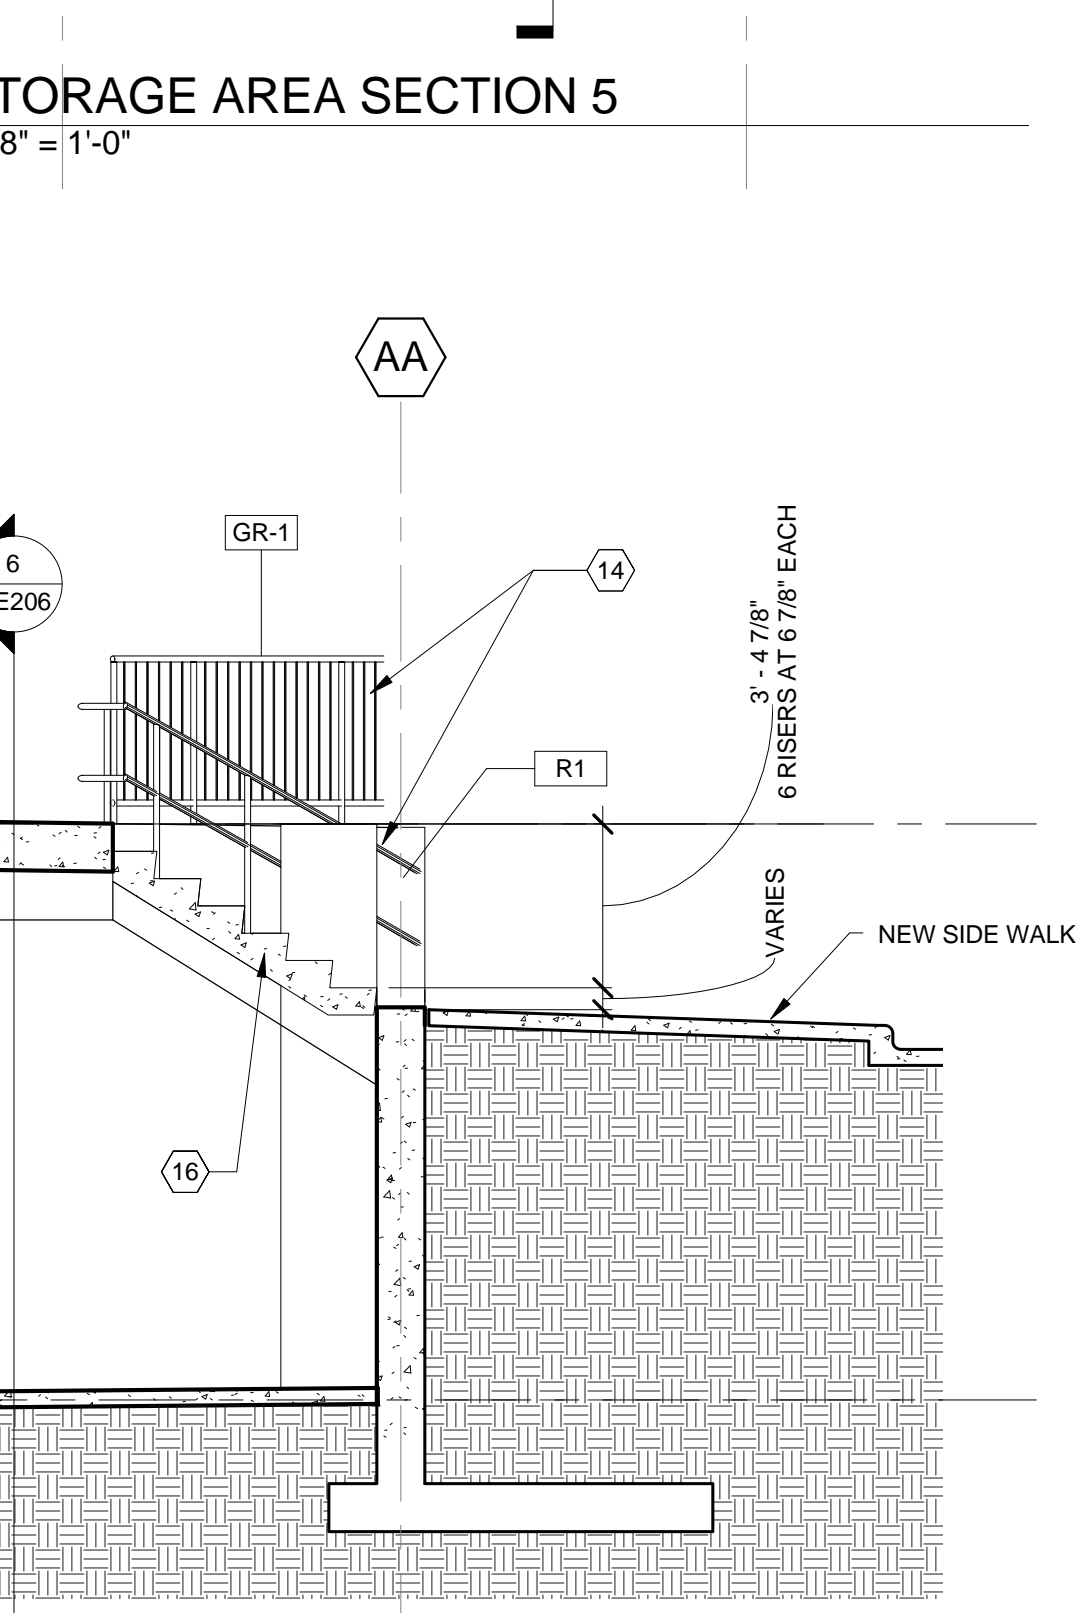 TORAGE AREA SECTION 5
8" = 1'-0"
AA
GR-1
6
E206
14
3' - 4 7/8"
6 RISERS AT 6 7/8" EACH
R1
VARIES
NEW SIDE WALK
16